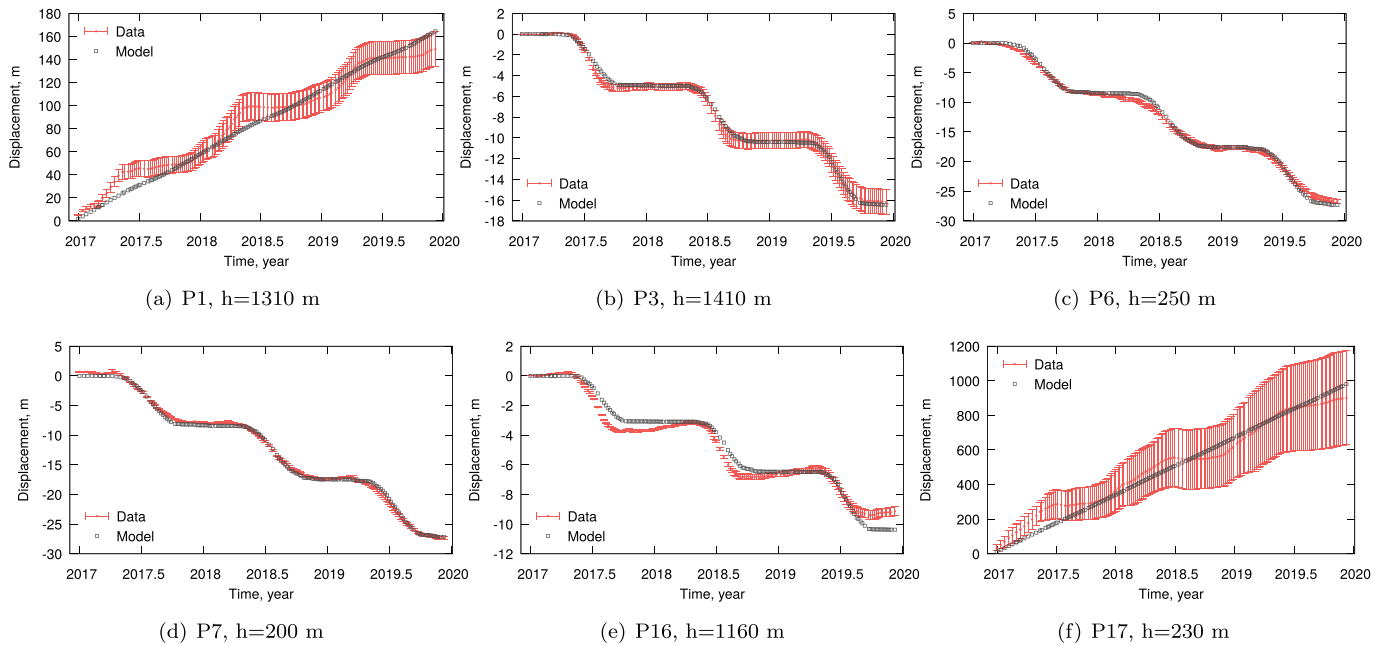 180
160
140
120
100
80
60
40
20
0
Displacement, m
Data
Model
2017 2017.5 2018 2018.5 2019 2019.5 2020
Time, year
(a) P1, h=1310 m
2
0
-2
-4
-6
-8
-10
-12
-14
-16
-18
Displacement, m
Data
Model
2017 2017.5 2018 2018.5 2019 2019.5 2020
Time, year
(b) P3, h=1410 m
5
0
-5
-10
-15
-20
-25
-30
Displacement, m
Data
Model
2017 2017.5 2018 2018.5 2019 2019.5 2020
Time, year
(c) P6, h=250 m
5
0
-5
-10
-15
-20
-25
-30
Displacement, m
Data
Model
2017 2017.5 2018 2018.5 2019 2019.5 2020
Time, year
(d) P7, h=200 m
2
0
-2
-4
-6
-8
-10
-12
Displacement, m
Data
Model
2017 2017.5 2018 2018.5 2019 2019.5 2020
Time, year
(e) P16, h=1160 m
1200
1000
800
600
400
200
0
Displacement, m
Data
Model
2017 2017.5 2018 2018.5 2019 2019.5 2020
Time, year
(f) P17, h=230 m